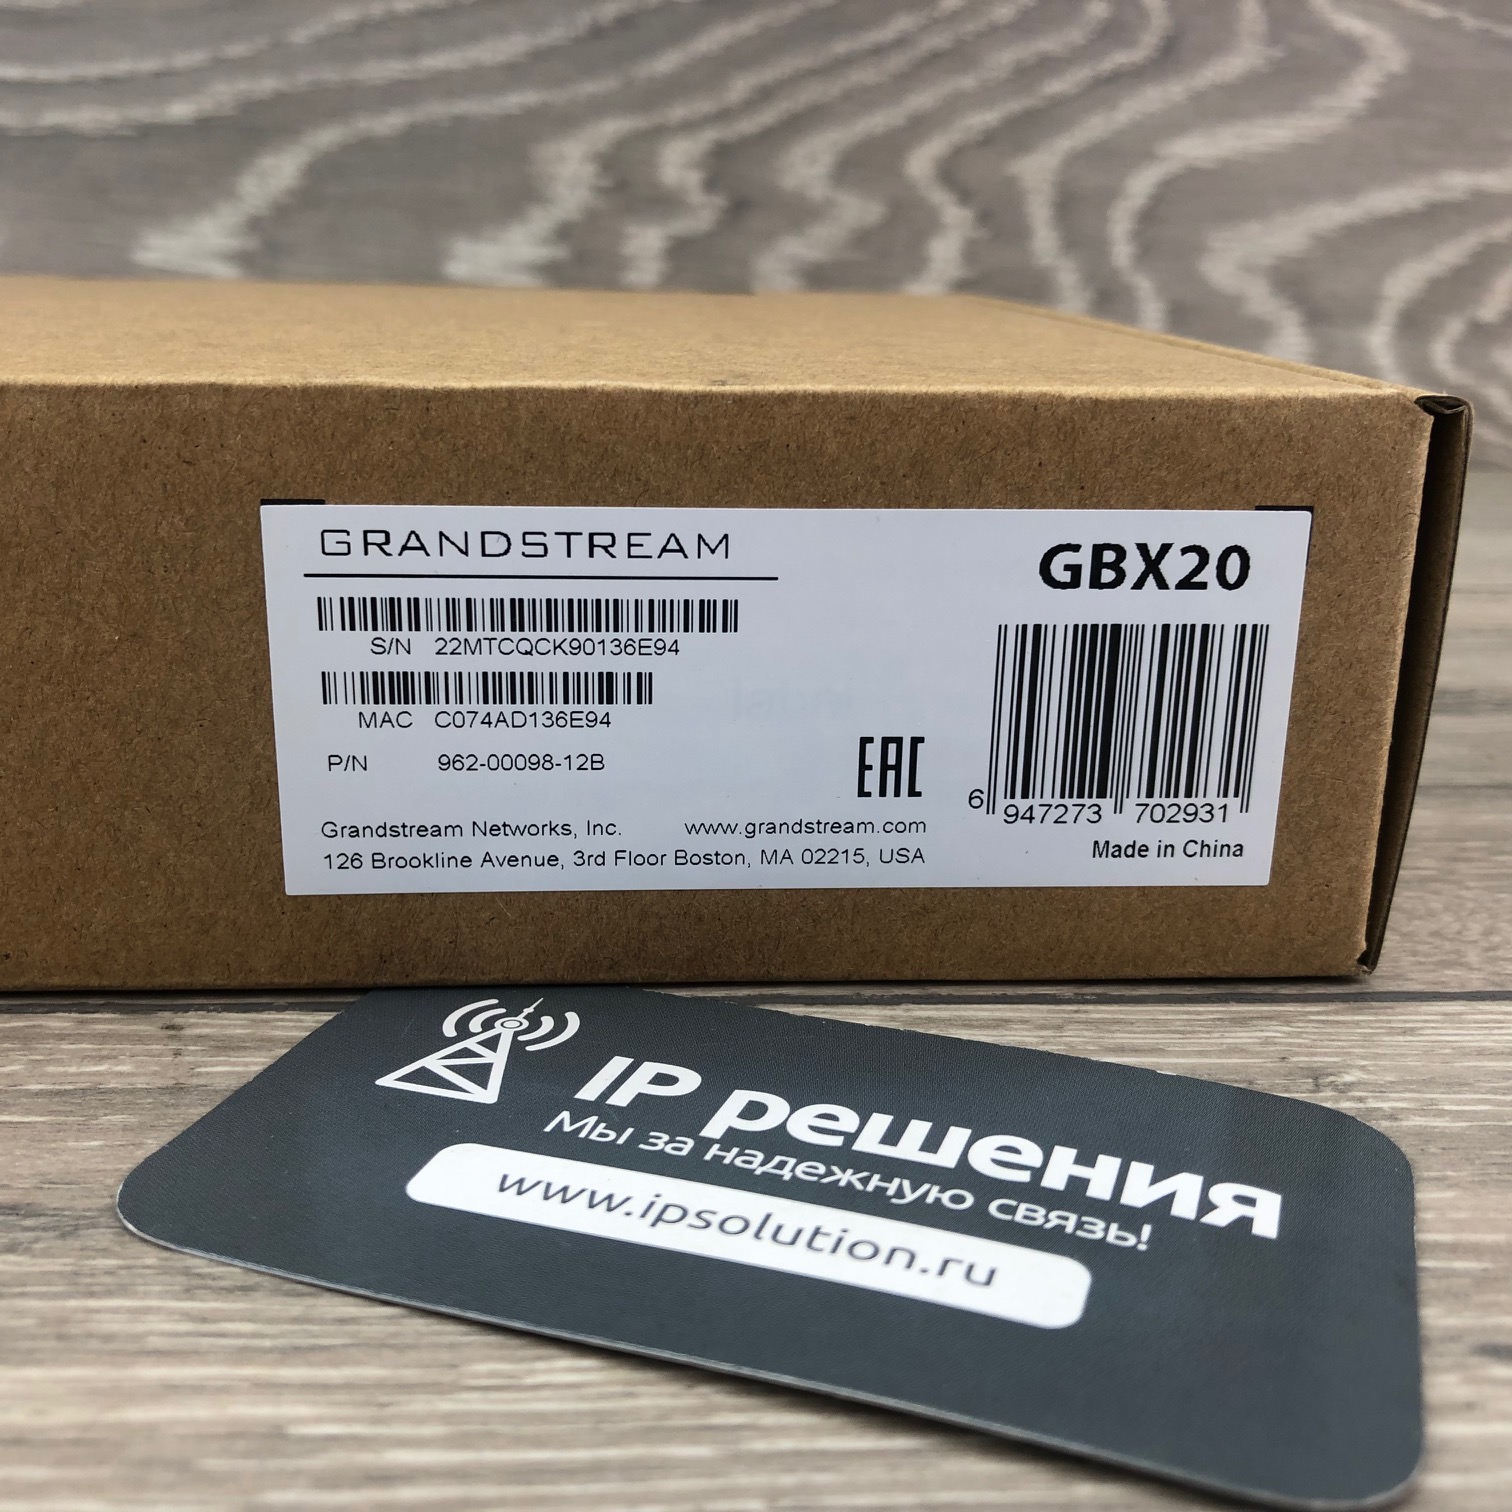 GRANDSTREAM
GBX20
S/N 22MTCQCK90136E94
MAC C074AD136E94
P/N 962-00098-12B
EAC
6 947273 702931
Grandstream Networks, Inc. www.grandstream.com
126 Brookline Avenue, 3rd Floor Boston, MA 02215, USA
Made in China
IP решения
Мы за надежную связь!
www.ipsolution.ru